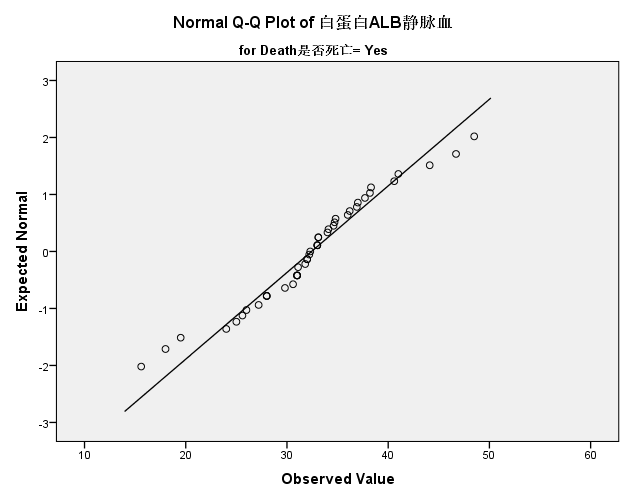 Normal Q-Q Plot of 白蛋白ALB静脉血
for Death是否死亡= Yes
3
2
1
0
-1
-2
-3
Expected Normal
10 20 30 40 50 60
Observed Value